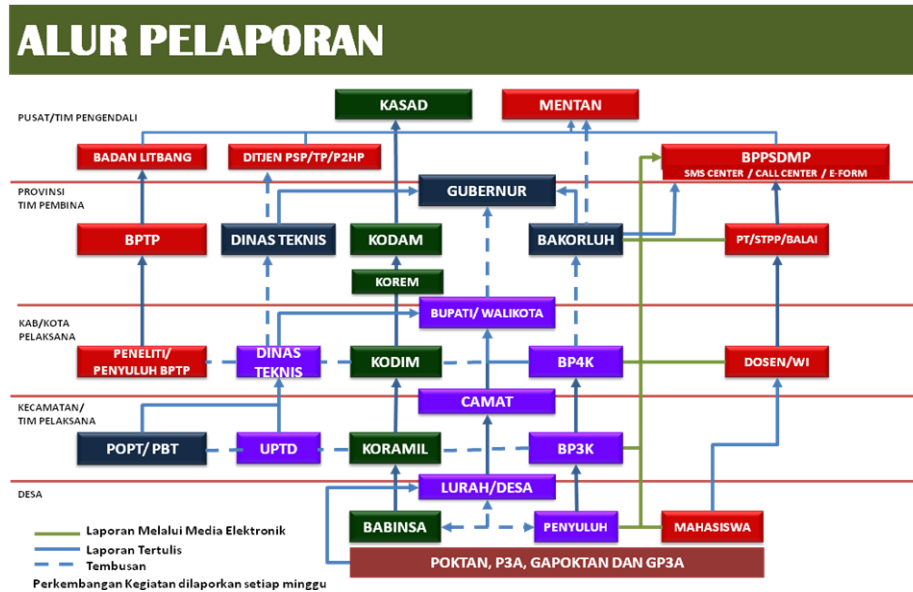 ALUR PELAPORAN
KASAD
MENTAN
PUSAT/TIM PENGENDALI
BADAN LITBANG
DITJEN PSP/TP/P2HP
BPPSDMP
SMS CENTER / CALL CENTER / E-FORM
PROVINSI
TIM PEMBINA
GUBERNUR
BPTP
DINAS TEKNIS
KODAM
BAKORLUH
PT/STPP/BALAI
KOREM
KAB/KOTA
PELAKSANA
BUPATI/ WALIKOTA
PENELITI/
PENYULUH BPTP
DINAS
TEKNIS
KODIM
BP4K
DOSEN/WI
KECAMATAN/
TIM PELAKSANA
CAMAT
POPT/ PBT
UPTD
KORAMIL
BP3K
DESA
LURAH/DESA
BABINSA
PENYULUH
MAHASISWA
Laporan Melalui Media Elektronik
Laporan Tertulis
Tembusan
POKTAN, P3A, GAPOKTAN DAN GP3A
Perkembangan Kegiatan dilaporkan setiap minggu